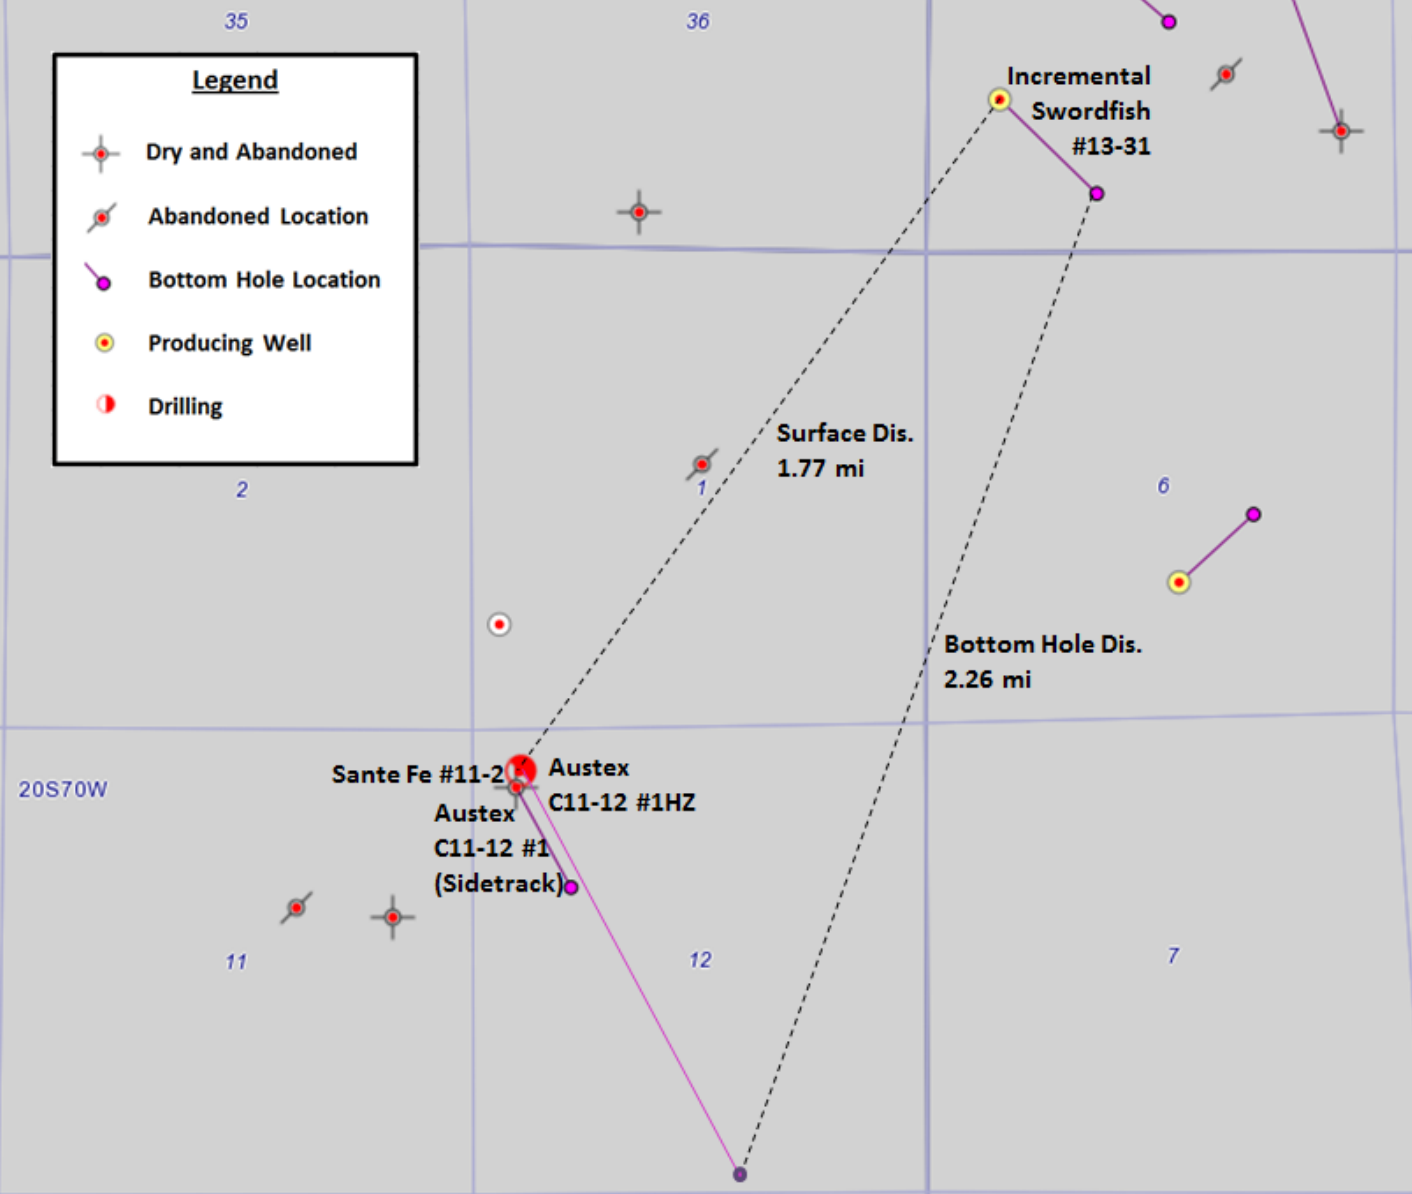 35
36
Legend
Dry and Abandoned
Abandoned Location
Bottom Hole Location
Producing Well
Drilling
Incremental
Swordfish
#13-31
Surface Dis.
1.77 mi
2
1
6
Bottom Hole Dis.
2.26 mi
20S70W
Sante Fe #11-2
Austex
C11-12 #1HZ
Austex
C11-12 #1
(Sidetrack)
11
12
7